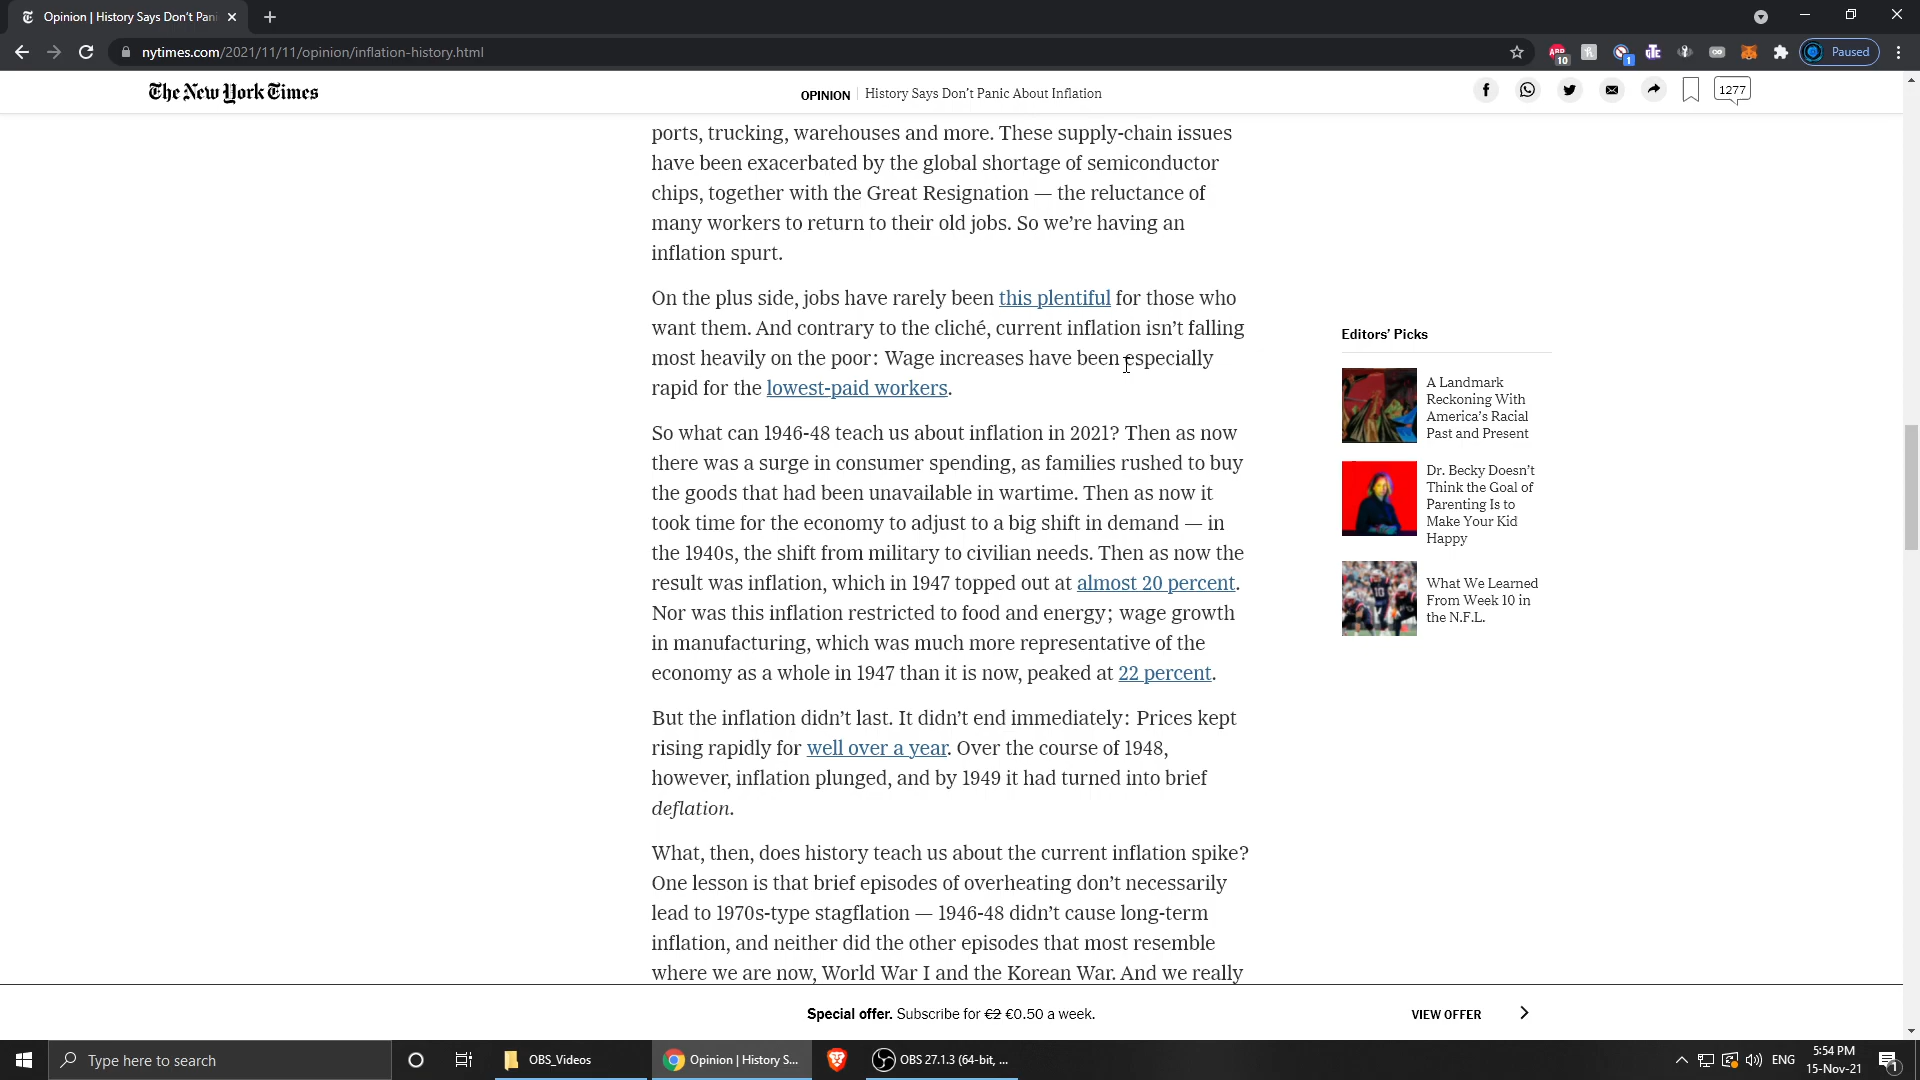 Opinion | History Says Don't Pani
nytimes.com/2021/11/11/opinion/inflation-history.html
ABP
10
1
Paused
The New York Times
OPINION
History Says Don't Panic About Inflation
1277
ports, trucking, warehouses and more. These supply-chain issues
have been exacerbated by the global shortage of semiconductor
chips, together with the Great Resignation — the reluctance of
many workers to return to their old jobs. So we're having an
inflation spurt.
On the plus side, jobs have rarely been this plentiful for those who
want them. And contrary to the cliché, current inflation isn't falling
most heavily on the poor: Wage increases have been especially
rapid for the lowest-paid workers.
So what can 1946-48 teach us about inflation in 2021? Then as now
there was a surge in consumer spending, as families rushed to buy
the goods that had been unavailable in wartime. Then as now it
took time for the economy to adjust to a big shift in demand — in
the 1940s, the shift from military to civilian needs. Then as now the
result was inflation, which in 1947 topped out at almost 20 percent.
Nor was this inflation restricted to food and energy; wage growth
in manufacturing, which was much more representative of the
economy as a whole in 1947 than it is now, peaked at 22 percent.
But the inflation didn't last. It didn't end immediately: Prices kept
rising rapidly for well over a year. Over the course of 1948,
however, inflation plunged, and by 1949 it had turned into brief
deflation.
What, then, does history teach us about the current inflation spike?
One lesson is that brief episodes of overheating don't necessarily
lead to 1970s-type stagflation — 1946-48 didn't cause long-term
inflation, and neither did the other episodes that most resemble
where we are now, World War I and the Korean War. And we really
Editors' Picks
A Landmark
Reckoning With
America's Racial
Past and Present
Dr. Becky Doesn't
Think the Goal of
Parenting Is to
Make Your Kid
Happy
What We Learned
From Week 10 in
the N.F.L.
Special offer. Subscribe for €2 €0.50 a week.
VIEW OFFER
Type here to search
OBS_Videos
Opinion | History S...
OBS 27.1.3 (64-bit, ...
ENG
5:54 PM
15-Nov-21
1